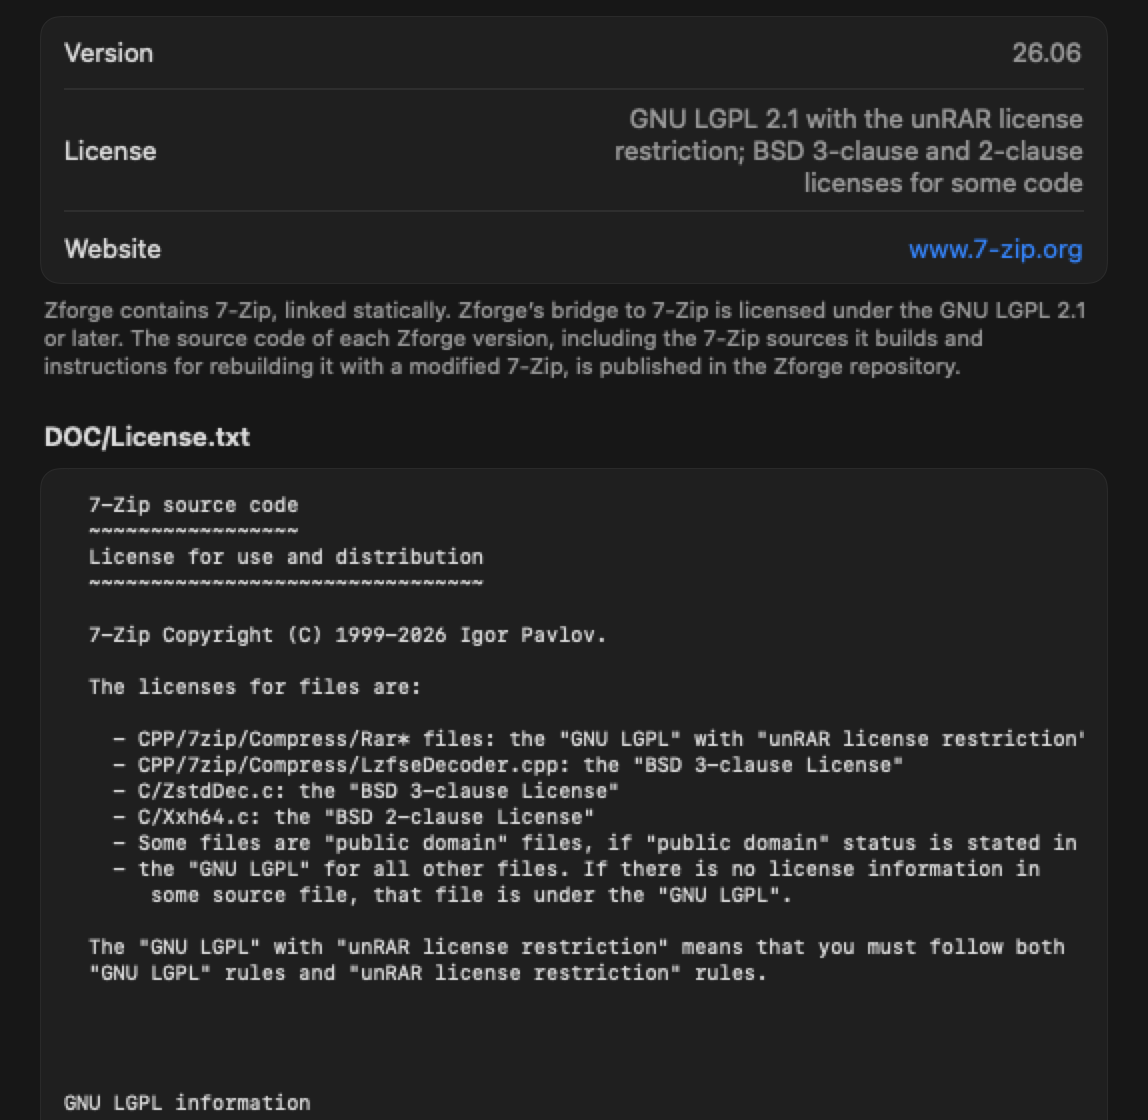 Version 26.06
License GNU LGPL 2.1 with the unRAR license
restriction; BSD 3-clause and 2-clause
licenses for some code
Website www.7-zip.org
Zforge contains 7-Zip, linked statically. Zforge’s bridge to 7-Zip is licensed under the GNU LGPL 2.1
or later. The source code of each Zforge version, including the 7-Zip sources it builds and
instructions for rebuilding it with a modified 7-Zip, is published in the Zforge repository.
DOC/License.txt
7-Zip source code
~~~~~~~~~~~~~~~~~
License for use and distribution
~~~~~~~~~~~~~~~~~~~~~~~~~~~~~~~~
7-Zip Copyright (C) 1999-2026 Igor Pavlov.
The licenses for files are:
- CPP/7zip/Compress/Rar* files: the "GNU LGPL" with "unRAR license restriction"
- CPP/7zip/Compress/LzfseDecoder.cpp: the "BSD 3-clause License"
- C/ZstdDec.c: the "BSD 3-clause License"
- C/Xxh64.c: the "BSD 2-clause License"
- Some files are "public domain" files, if "public domain" status is stated in
- the "GNU LGPL" for all other files. If there is no license information in
some source file, that file is under the "GNU LGPL".
The "GNU LGPL" with "unRAR license restriction" means that you must follow both
"GNU LGPL" rules and "unRAR license restriction" rules.
GNU LGPL information